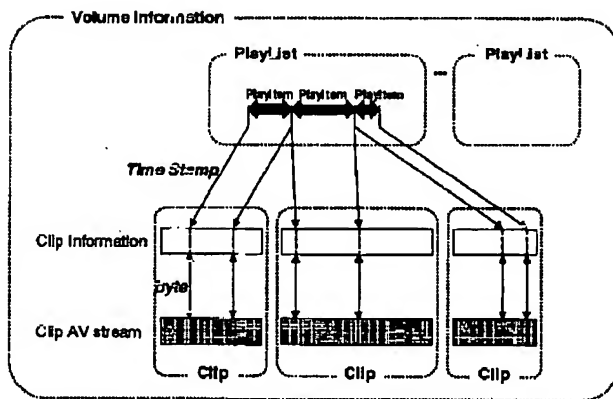 Volume Information
PlayList
PlayList
...
PlayItem PlayItem PlayItem
Time Stamp
Clip Information
byte
Clip AV stream
Clip
Clip
Clip